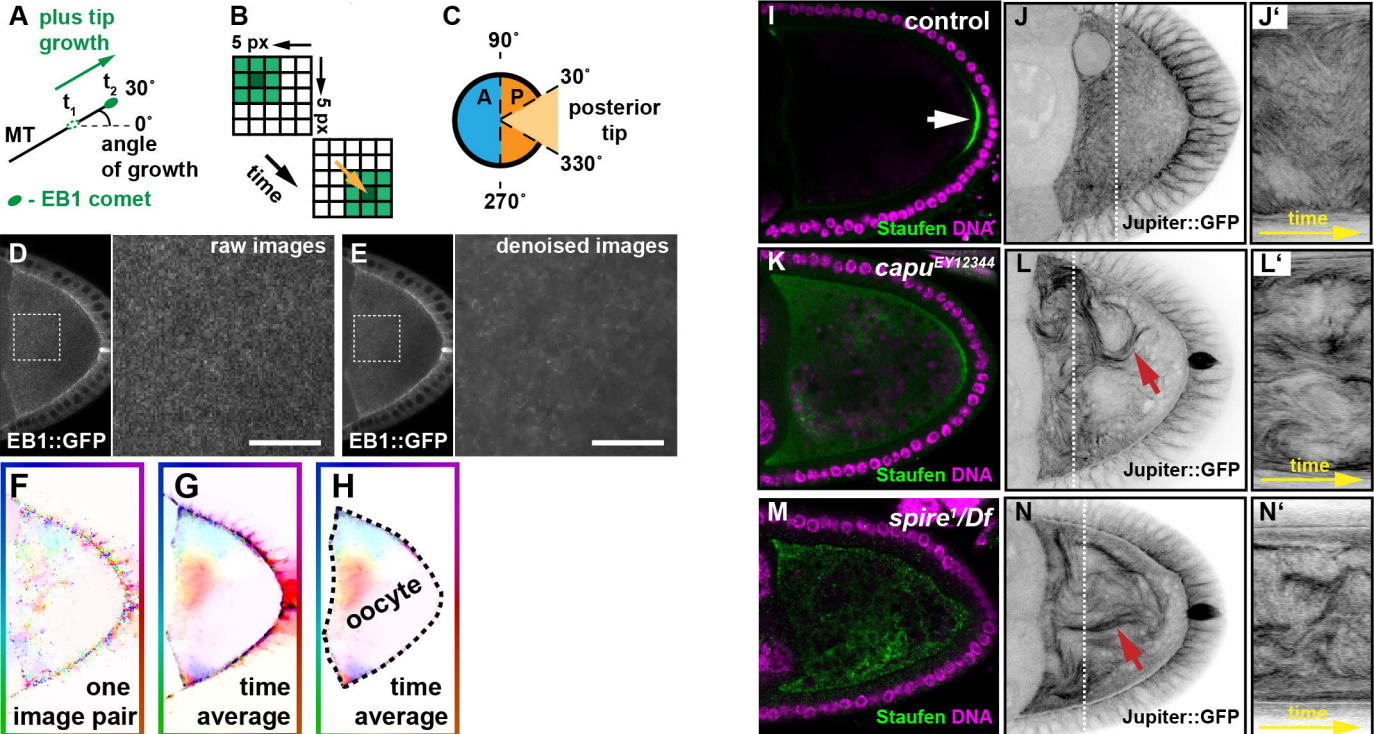 A
plus tip
growth
t1
t2
30°
0°
MT
angle
of growth
- EB1 comet
B
5 px
5 px
time
C
90°
30°
A
P
posterior
tip
330°
270°
D
EB1::GFP
raw images
E
EB1::GFP
denoised images
F
one
image pair
G
time
average
H
oocyte
time
average
I
control
Staufen DNA
J
Jupiter::GFP
J'
time
K
capuEY12344
Staufen DNA
L
Jupiter::GFP
L'
time
M
spire1/Df
Staufen DNA
N
Jupiter::GFP
N'
time